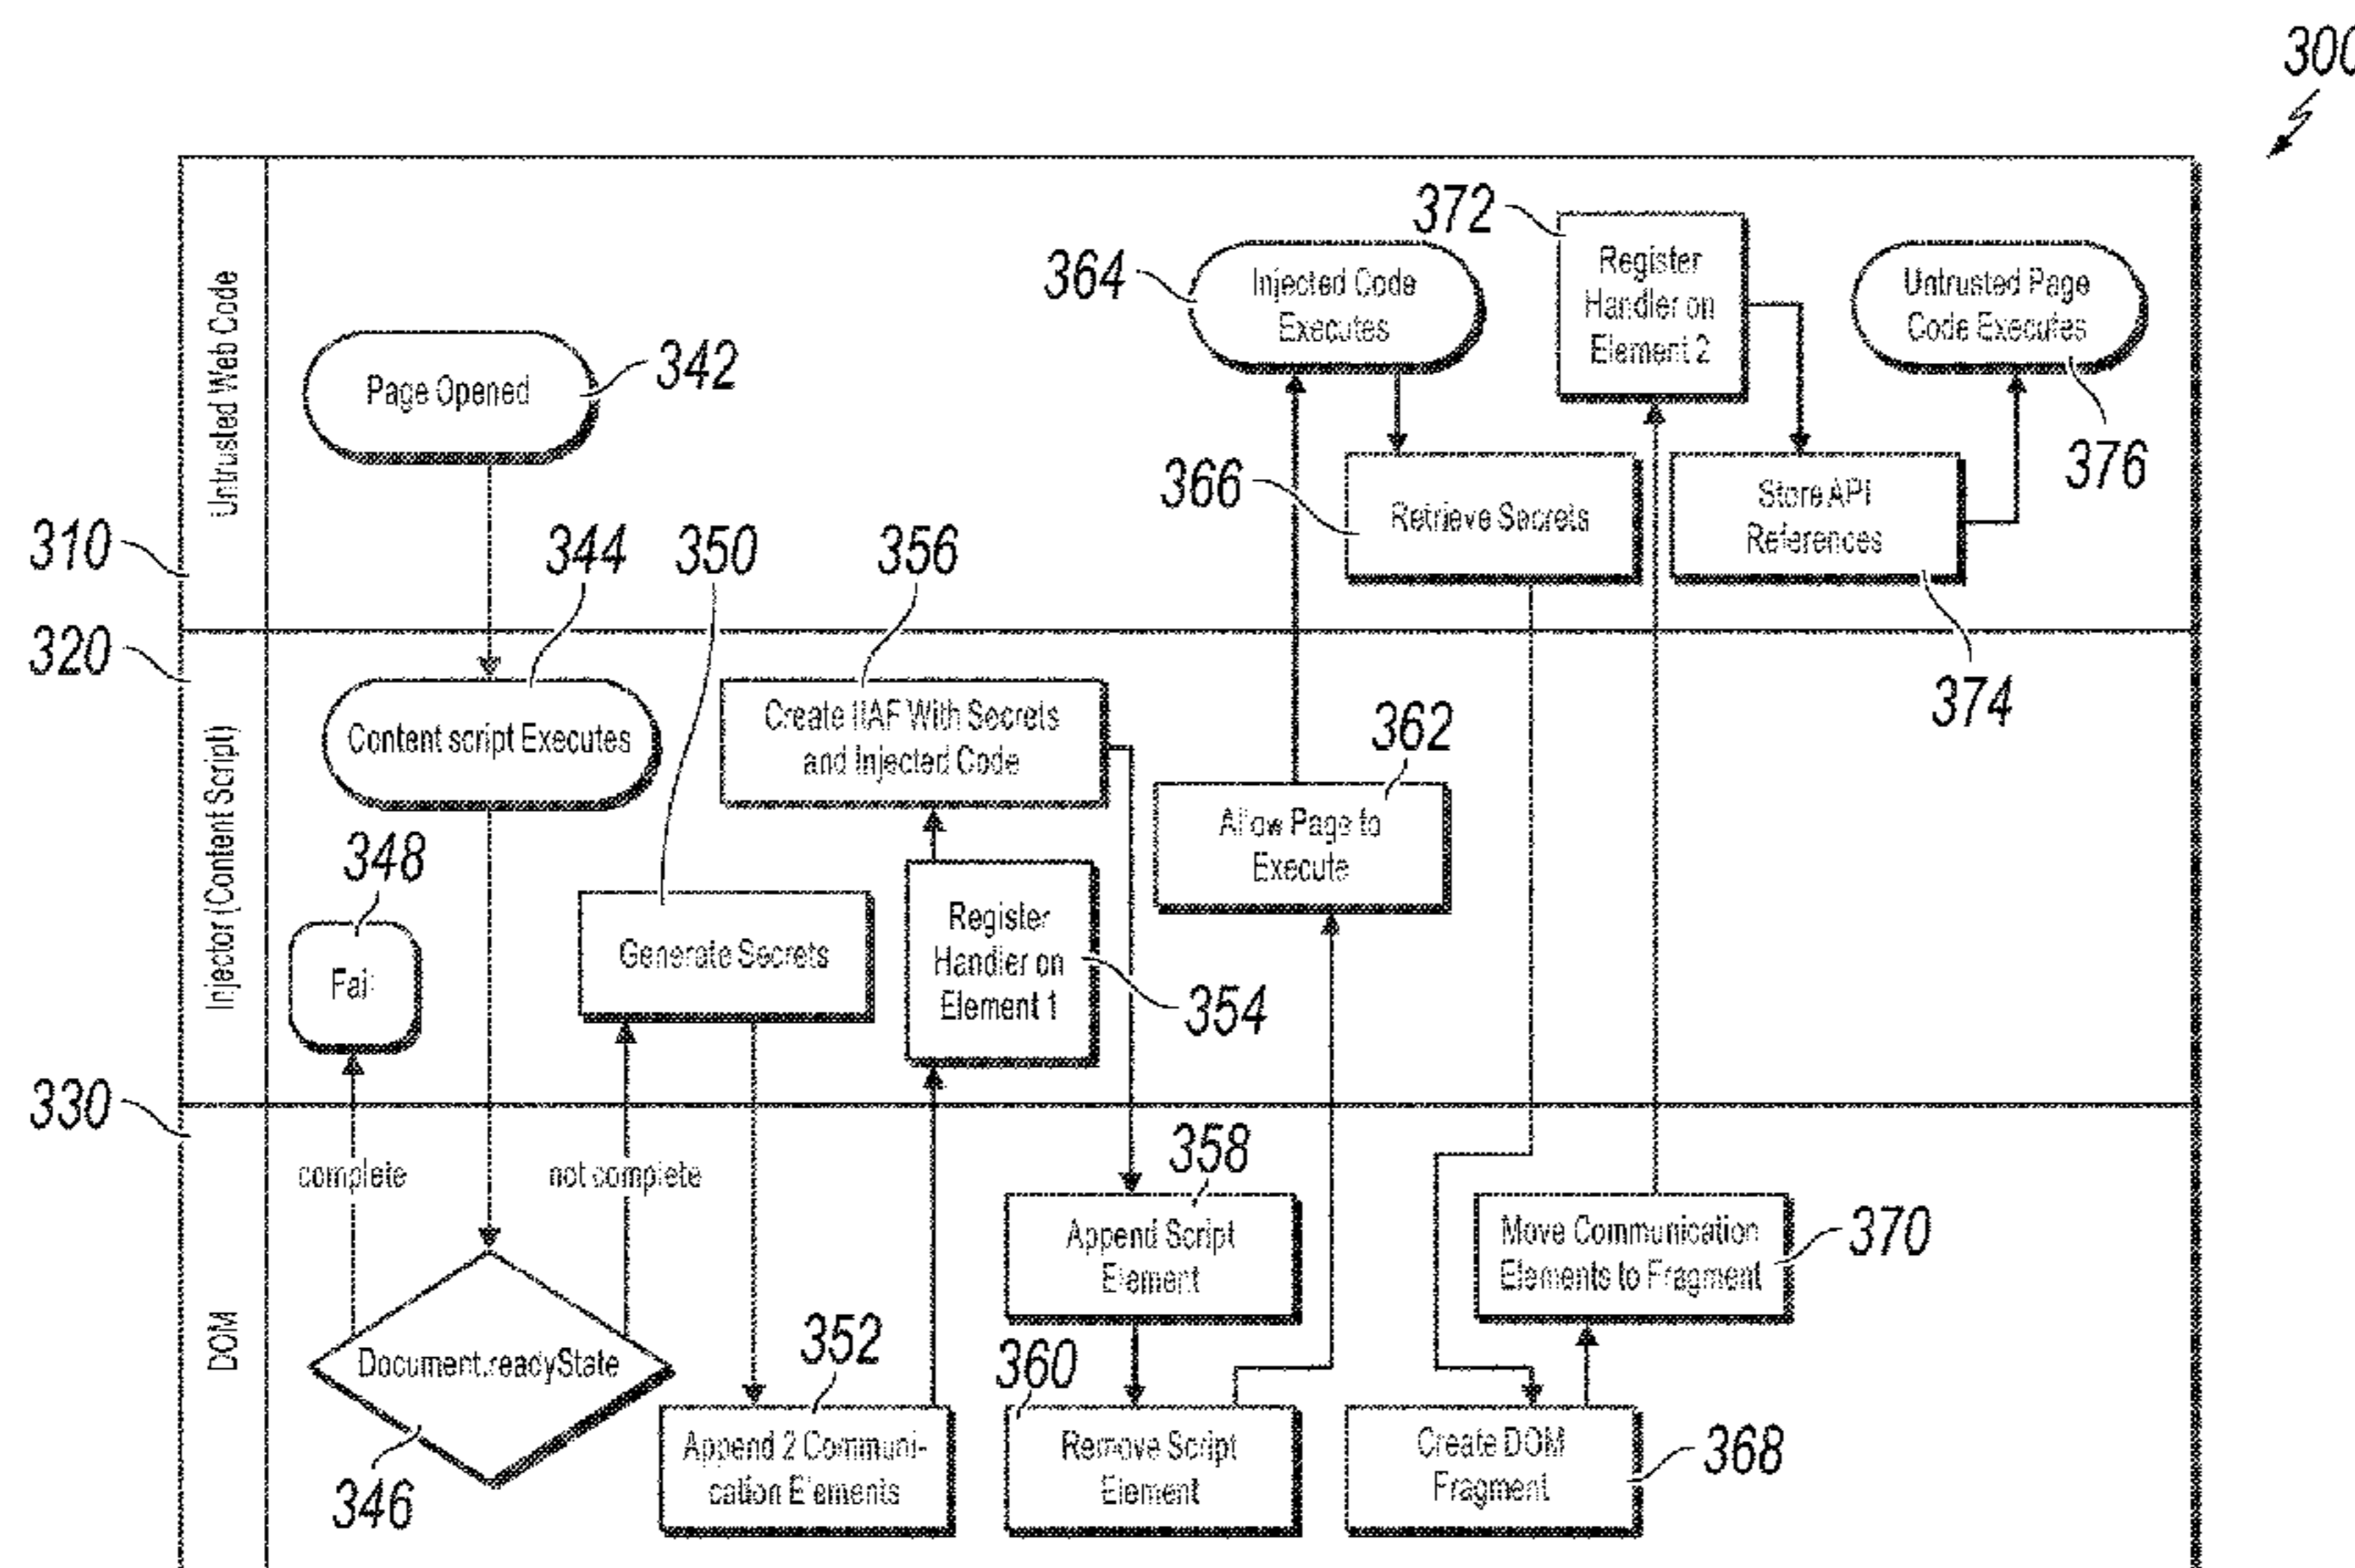 300
310
Untrusted Web Code
342
Page Opened
364
Injected Code
Executes
372
Register
Handler on
Element 2
Untrusted Page
Code Executes
376
366
Retrieve Secrets
Store API
References
374
320
Injector (Content Script)
344
Content script Executes
350
356
Create IIAF With Secrets
and Injected Code
362
Allow Page to
Execute
348
Fail
Generate Secrets
Register
Handler on
Element 1
354
330
DOM
complete
not complete
358
Append Script
Element
Move Communication
Elements to Fragment
370
Document.readyState
346
352
Append 2 Communi-
cation Elements
360
Remove Script
Element
Create DOM
Fragment
368